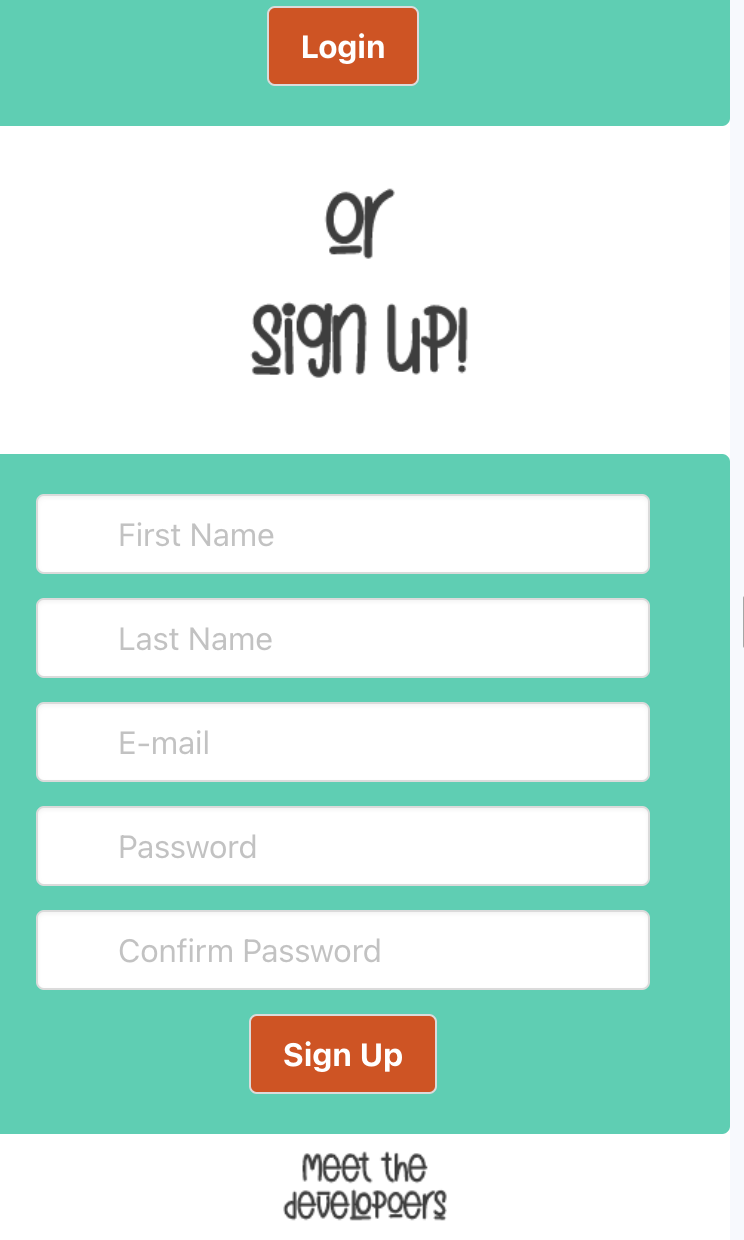 Login
or
sign up!
First Name
Last Name
E-mail
Password
Confirm Password
Sign Up
meet the
developoers